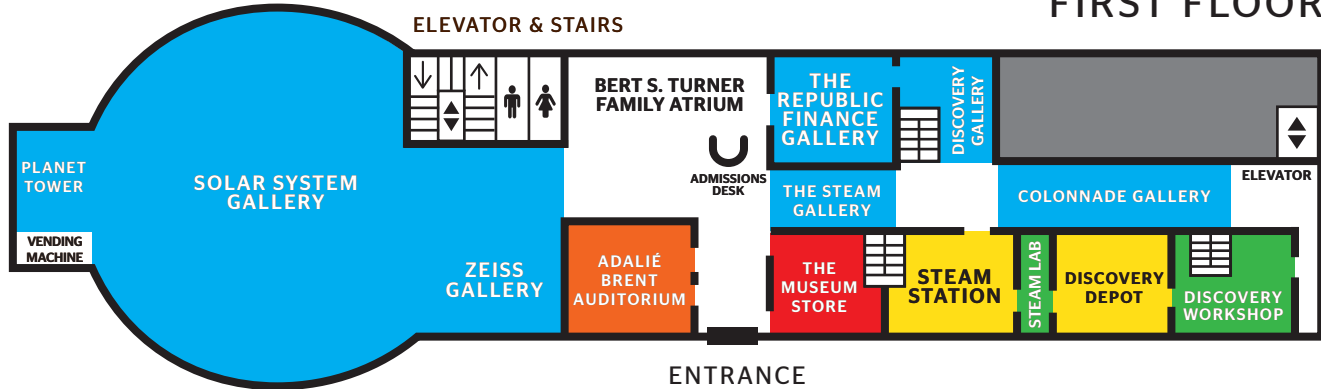 FIRST FLOOR
ELEVATOR & STAIRS
BERT S. TURNER
FAMILY ATRIUM
THE
REPUBLIC
FINANCE
GALLERY
DISCOVERY
GALLERY
PLANET
TOWER
SOLAR SYSTEM
GALLERY
ADMISSIONS
DESK
THE STEAM
GALLERY
COLONNADE GALLERY
ELEVATOR
VENDING
MACHINE
ZEISS
GALLERY
ADALIÉ
BRENT
AUDITORIUM
THE
MUSEUM
STORE
STEAM
STATION
STEAM LAB
DISCOVERY
DEPOT
DISCOVERY
WORKSHOP
ENTRANCE